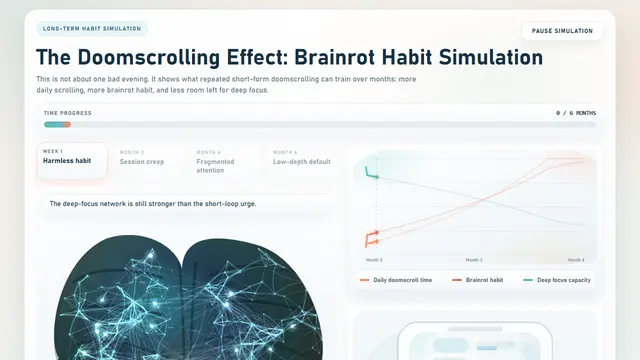 LONG-TERM HABIT SIMULATION
PAUSE SIMULATION
The Doomscrolling Effect: Brainrot Habit Simulation
This is not about one bad evening. It shows what repeated short-form doomscrolling can train over months: more
daily scrolling, more brainrot habit, and less room left for deep focus.
TIME PROGRESS
0 / 6 MONTHS
WEEK 1
Harmless habit
MONTH 2
Session creep
MONTH 4
Fragmented
attention
MONTH 6
Low-depth default
The deep-focus network is still stronger than the short-loop urge.
Month 0
Month 3
Month 6
Daily doomscroll time
Brainrot habit
Deep focus capacity